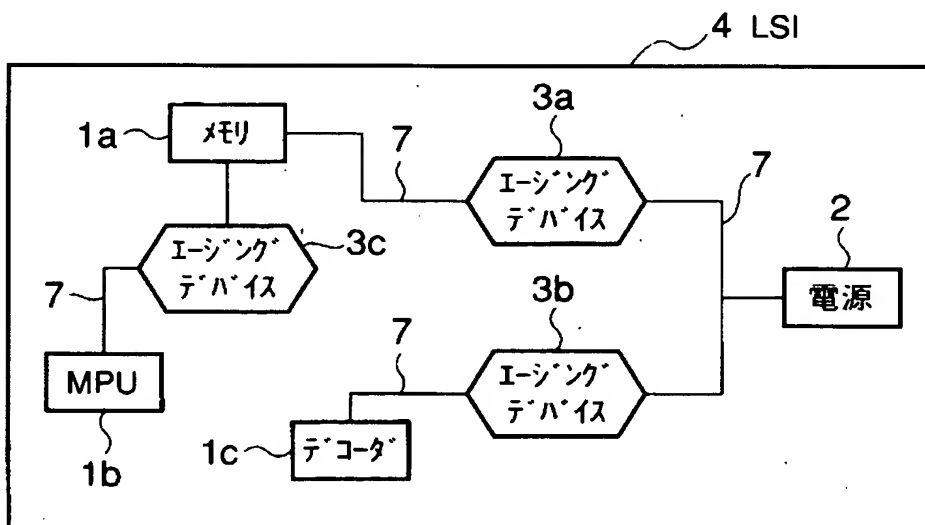 4 LSI
3a
1a
メモリ
7
エージング
デバイス
7
エージング
デバイス
3c
2
電源
7
3b
7
エージング
デバイス
MPU
1b
1c
デコーダ